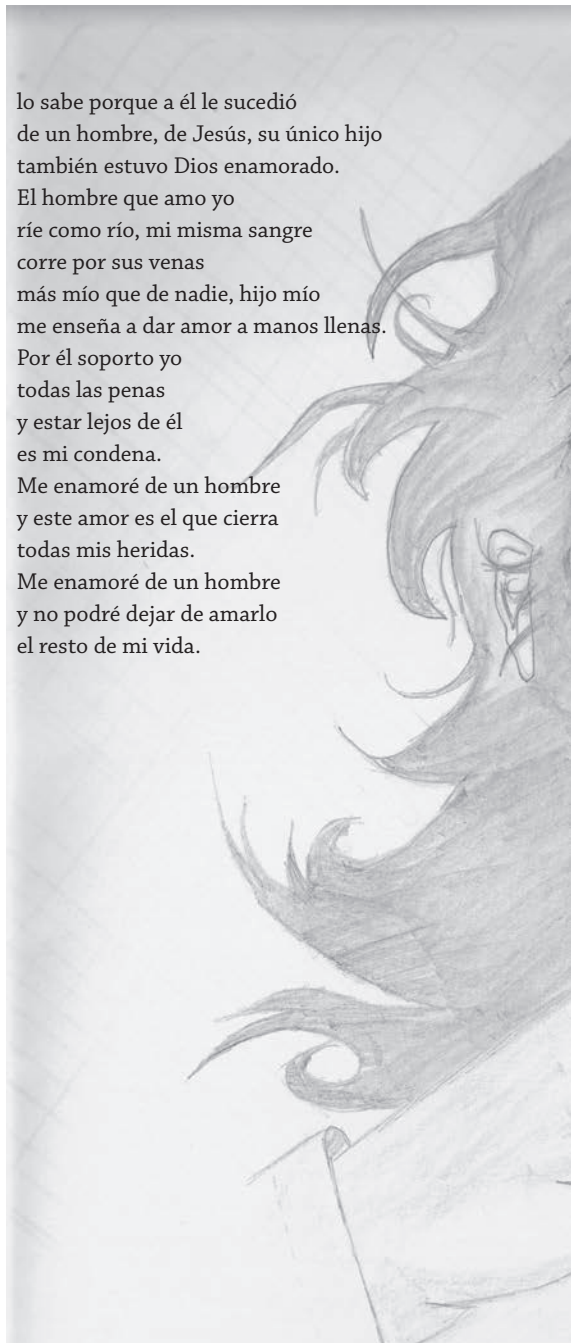 lo sabe porque a él le sucedió
de un hombre, de Jesús, su único hijo
también estuvo Dios enamorado.
El hombre que amo yo
ríe como río, mi misma sangre
corre por sus venas
más mío que de nadie, hijo mío
me enseña a dar amor a manos llenas.
Por él soporto yo
todas las penas
y estar lejos de él
es mi condena.
Me enamoré de un hombre
y este amor es el que cierra
todas mis heridas.
Me enamoré de un hombre
y no podré dejar de amarlo
el resto de mi vida.